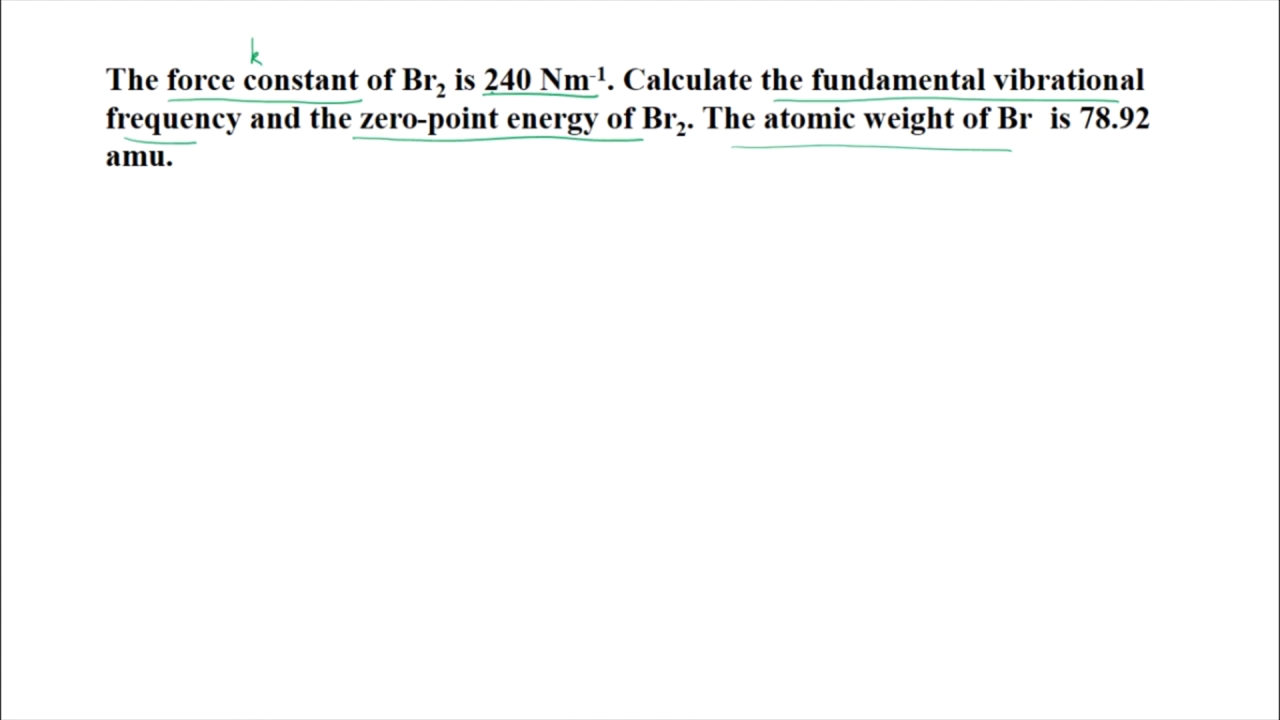 k
The force constant of Br₂ is 240 Nm⁻¹. Calculate the fundamental vibrational
frequency and the zero-point energy of Br₂. The atomic weight of Br is 78.92
amu.